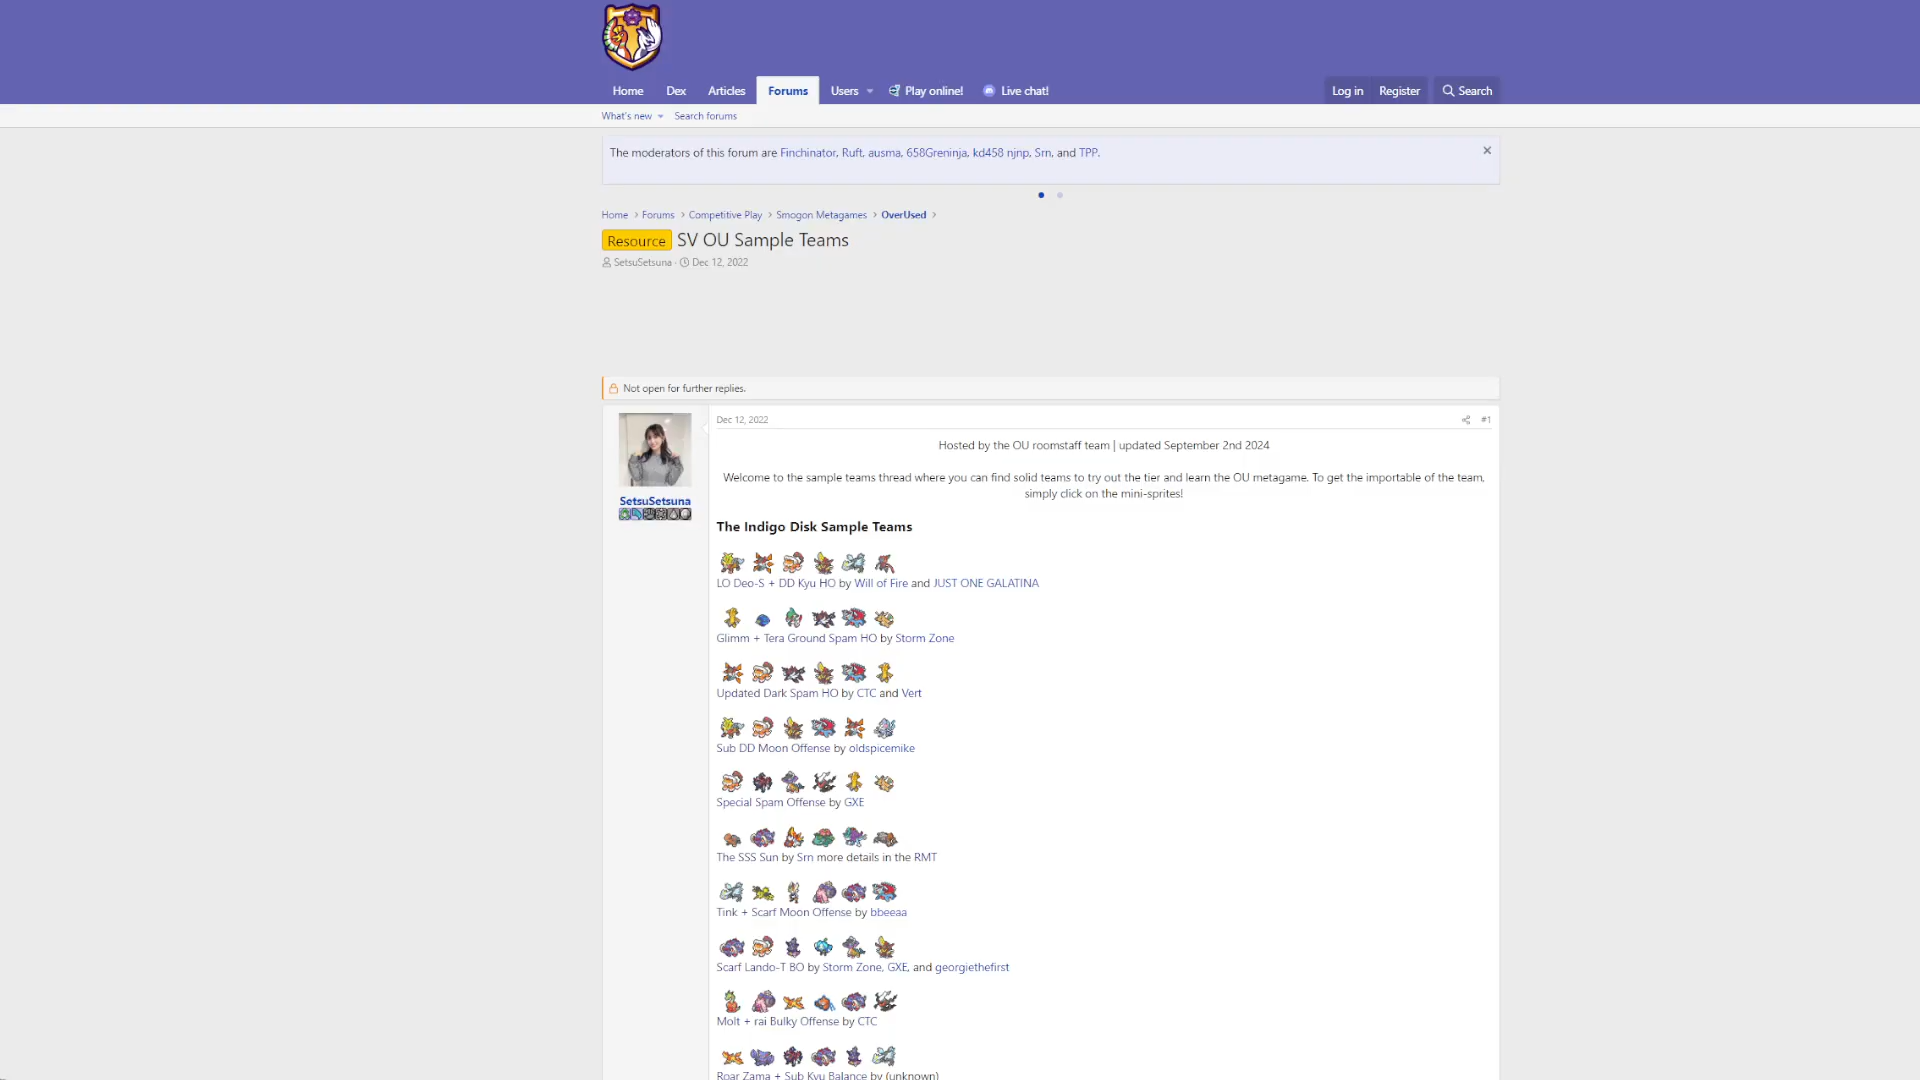 Home Dex Articles Forums Users Play online! Live chat! Log in Register Search
What's new Search forums
The moderators of this forum are Finchinator, Ruft, ausma, 658Greninja, kd458 njnp, Srn, and TPP.
Home Forums Competitive Play Smogon Metagames OverUsed
Resource SV OU Sample Teams
SetsuSetsuna · Dec 12, 2022
Not open for further replies.
Dec 12, 2022 #1
Hosted by the OU roomstaff team | updated September 2nd 2024
Welcome to the sample teams thread where you can find solid teams to try out the tier and learn the OU metagame. To get the importable of the team,
simply click on the mini-sprites!
SetsuSetsuna
The Indigo Disk Sample Teams
LO Deo-S + DD Kyu HO by Will of Fire and JUST ONE GALATINA
Glimm + Tera Ground Spam HO by Storm Zone
Updated Dark Spam HO by CTC and Vert
Sub DD Moon Offense by oldspicemike
Special Spam Offense by GXE
The SSS Sun by Srn more details in the RMT
Tink + Scarf Moon Offense by bbeeaa
Scarf Lando-T BO by Storm Zone, GXE, and georgiethefirst
Molt + rai Bulky Offense by CTC
Roar Zama + Sub Kyu Balance by (unknown)